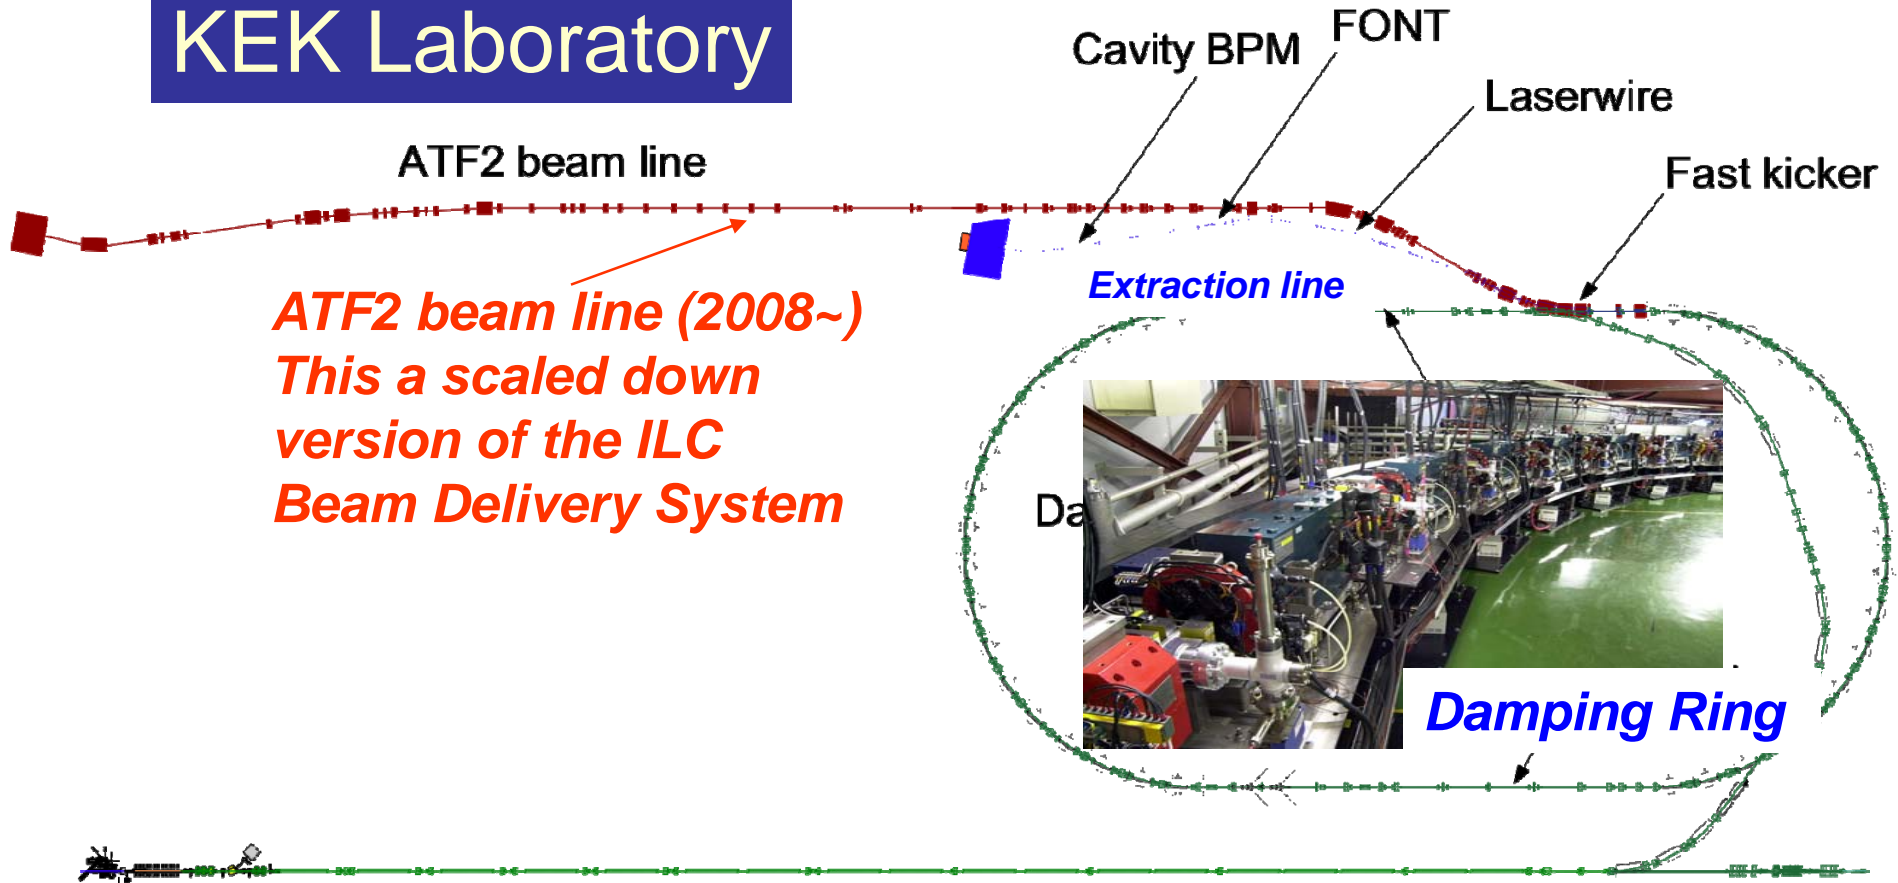 KEK Laboratory
Cavity BPM
FONT
Laserwire
Fast kicker
ATF2 beam line
Extraction line
ATF2 beam line (2008~)
This a scaled down
version of the ILC
Beam Delivery System
Da
Damping Ring